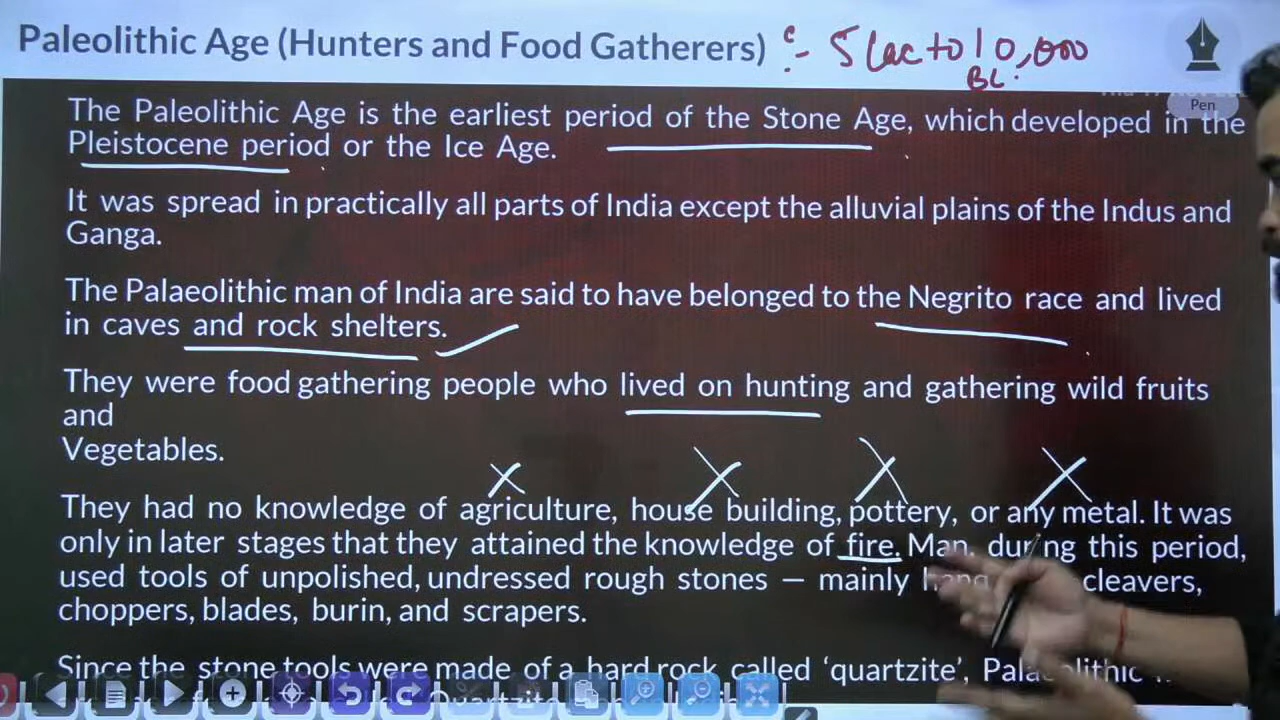 Paleolithic Age (Hunters and Food Gatherers) :- 5 lac to 10,000
BC.
Pen
The Paleolithic Age is the earliest period of the Stone Age, which developed in the
Pleistocene period or the Ice Age.
It was spread in practically all parts of India except the alluvial plains of the Indus and
Ganga.
The Palaeolithic man of India are said to have belonged to the Negrito race and lived
in caves and rock shelters.
They were food gathering people who lived on hunting and gathering wild fruits
and
Vegetables.
They had no knowledge of agriculture, house building, pottery, or any metal. It was
only in later stages that they attained the knowledge of fire. Man, during this period,
used tools of unpolished, undressed rough stones — mainly cleavers,
choppers, blades, burin, and scrapers.
Since the stone tools were made of a hard rock called ‘quartzite’,